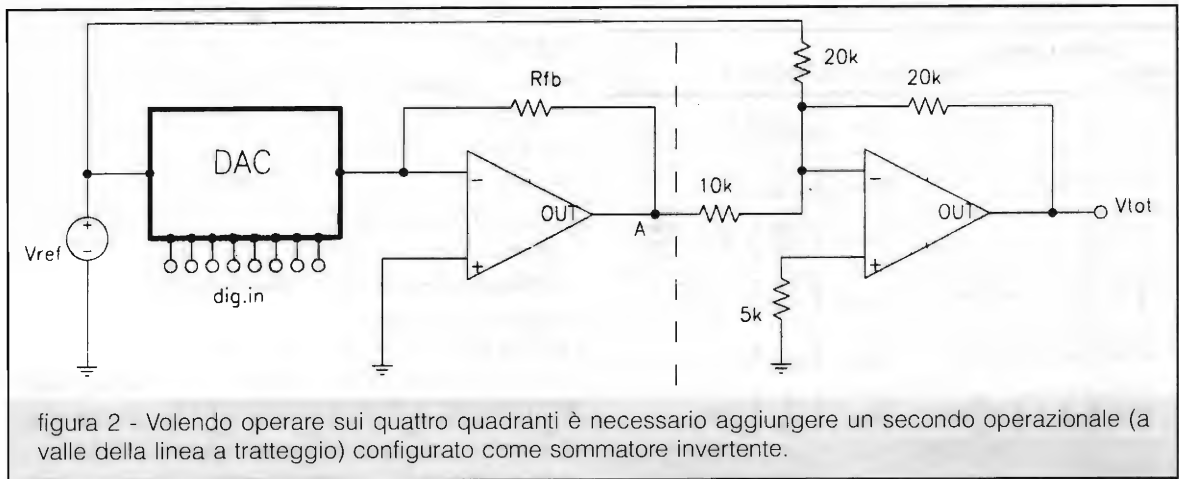 20k
Rfb
20k
DAC
10k
OUT
A
OUT
Vtot
Vref
dig.in
5k
figura 2 - Volendo operare sui quattro quadranti è necessario aggiungere un secondo operazionale (a
valle della linea a tratteggio) configurato come sommatore invertente.